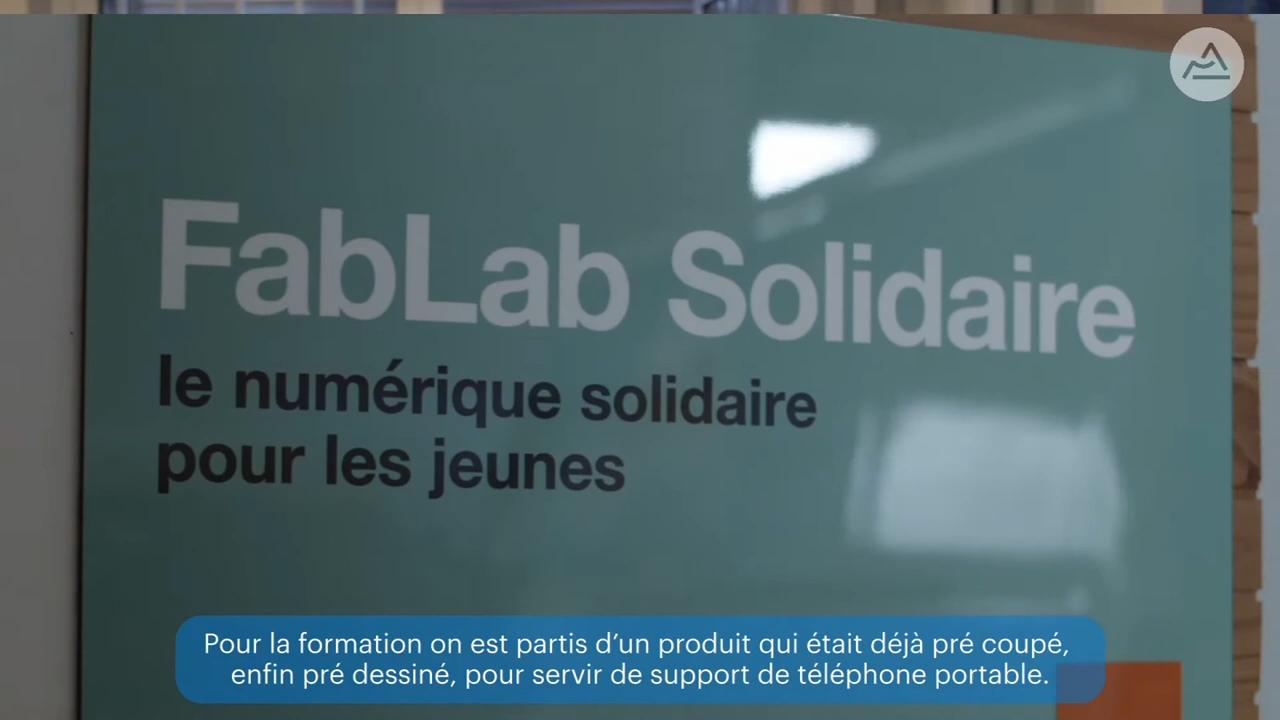 FabLab Solidaire
le numérique solidaire
pour les jeunes
Pour la formation on est partis d’un produit qui était déjà pré coupé,
enfin pré dessiné, pour servir de support de téléphone portable.